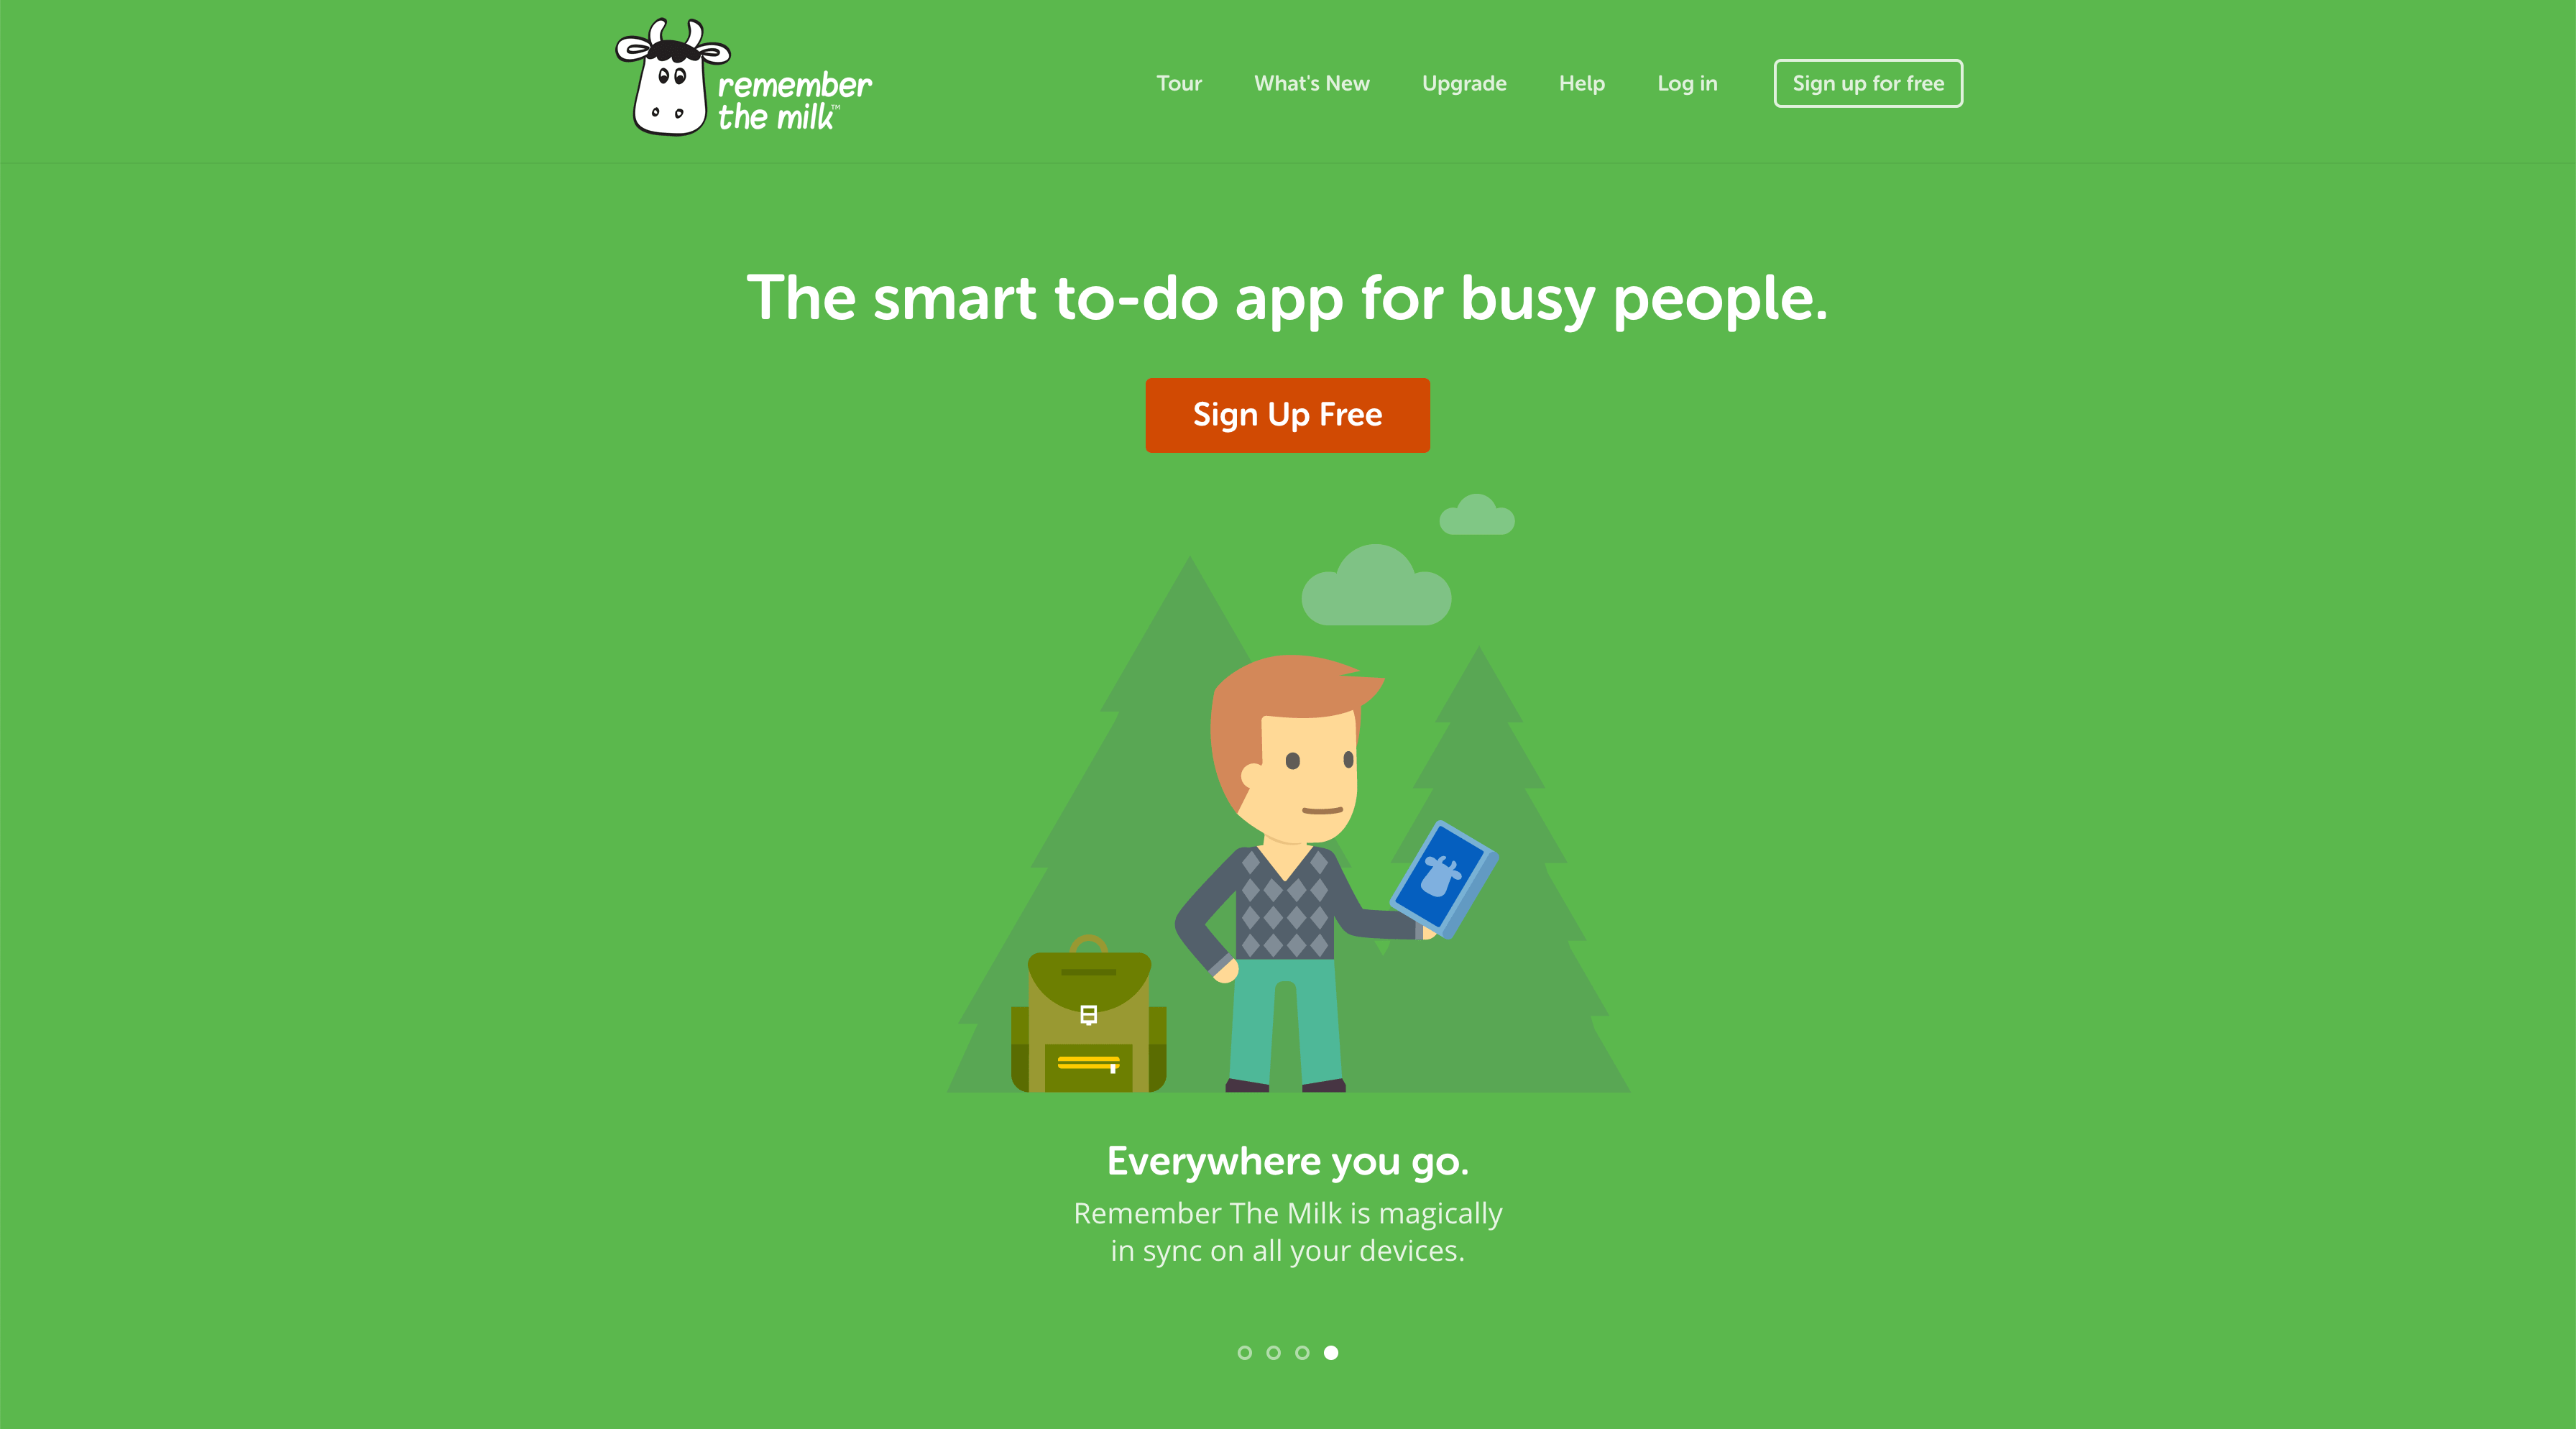 remember
the milk™
Tour
What's New
Upgrade
Help
Log in
Sign up for free
The smart to-do app for busy people.
Sign Up Free
Everywhere you go.
Remember The Milk is magically
in sync on all your devices.